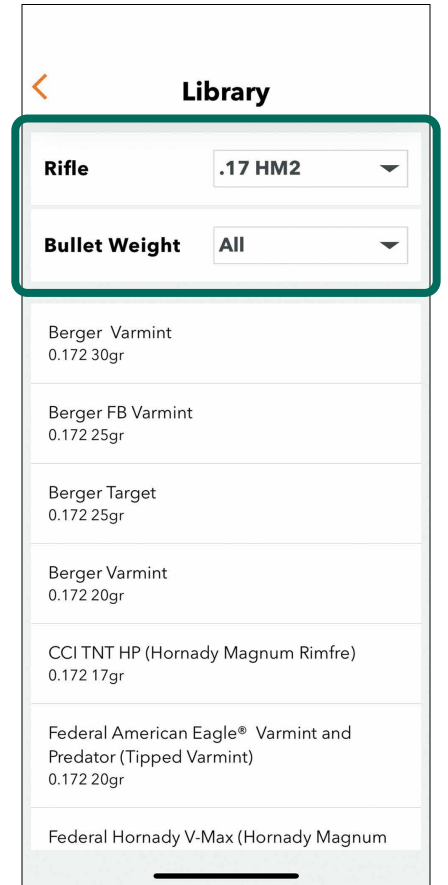 Library
Rifle .17 HM2
Bullet Weight All
Berger Varmint
0.172 30gr
Berger FB Varmint
0.172 25gr
Berger Target
0.172 25gr
Berger Varmint
0.172 20gr
CCI TNT HP (Hornady Magnum Rimfre)
0.172 17gr
Federal American Eagle® Varmint and
Predator (Tipped Varmint)
0.172 20gr
Federal Hornady V-Max (Hornady Magnum